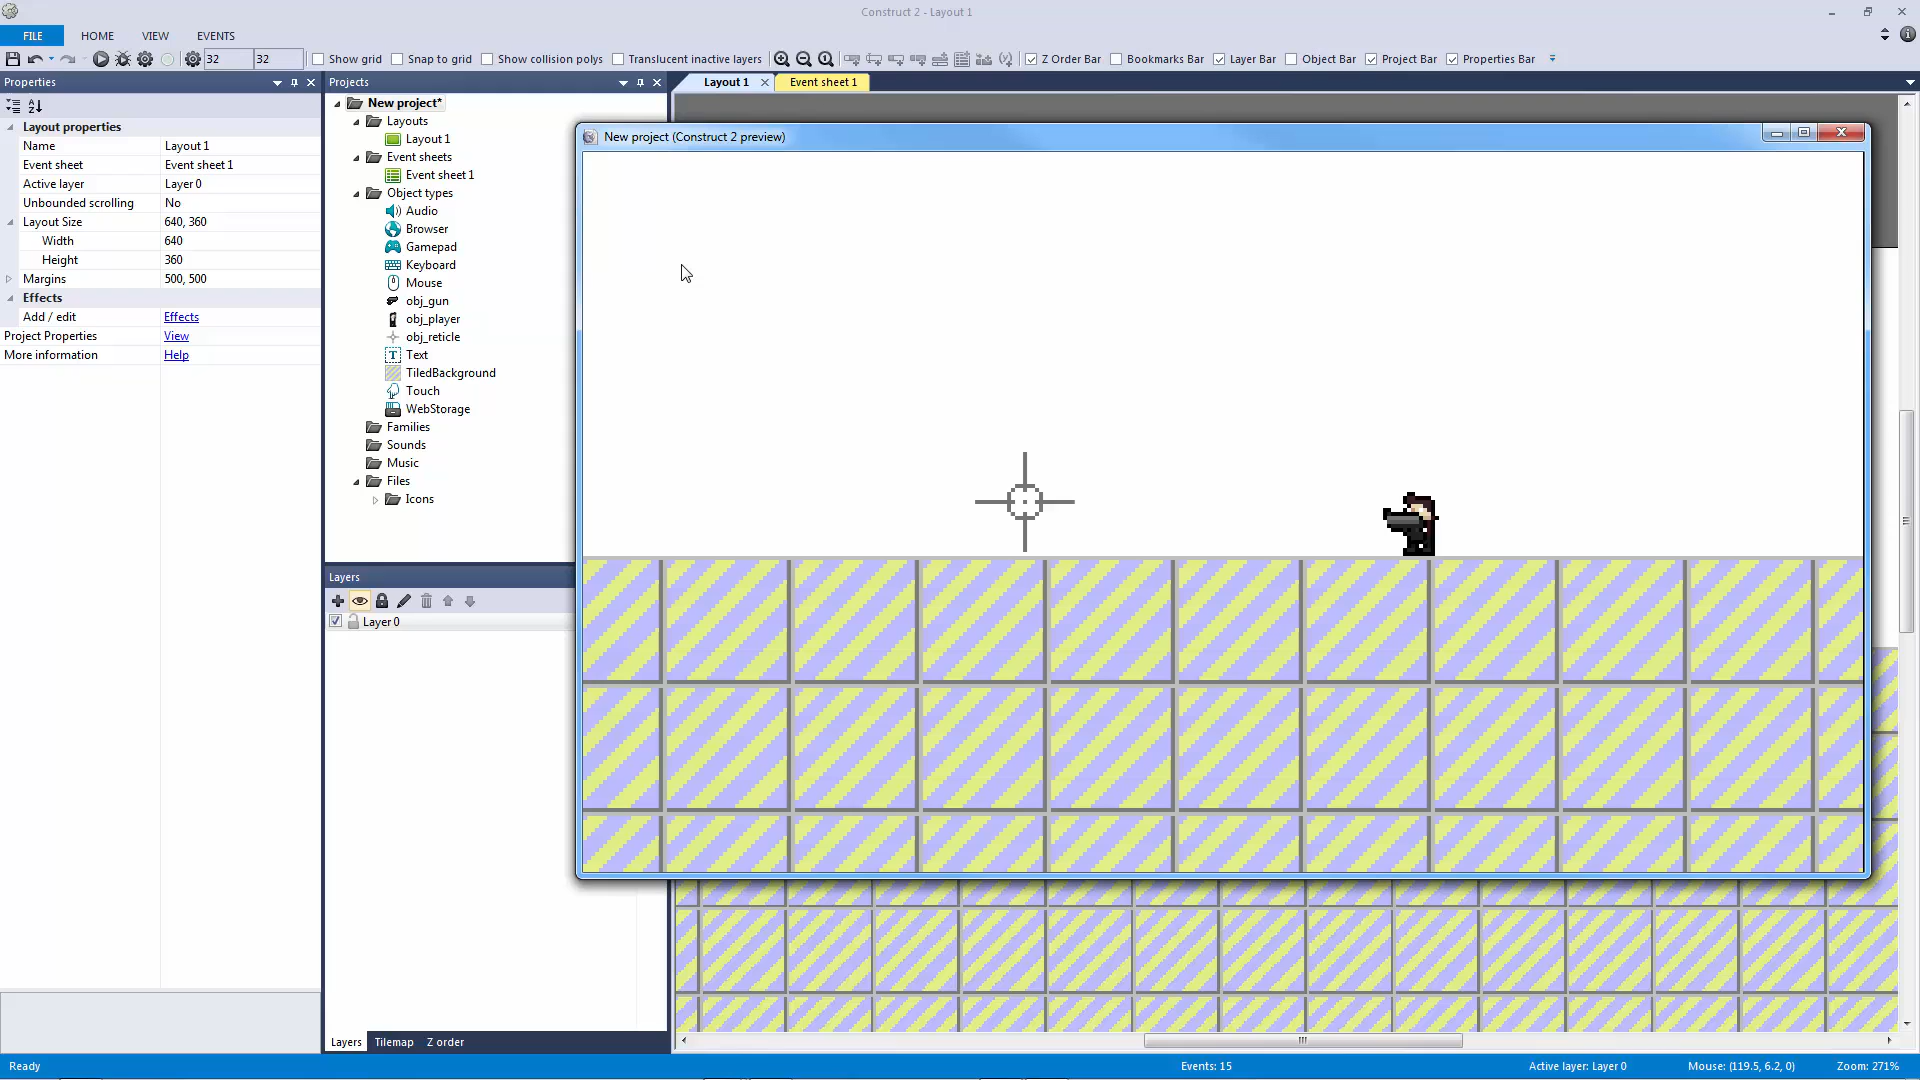 Construct 2 - Layout 1
FILE HOME VIEW EVENTS
32 32 Show grid Snap to grid Show collision polys Translucent inactive layers Z Order Bar Bookmarks Bar Layer Bar Object Bar Project Bar Properties Bar
Properties
Layout properties
Name Layout 1
Event sheet Event sheet 1
Active layer Layer 0
Unbounded scrolling No
Layout Size 640, 360
Width 640
Height 360
Margins 500, 500
Effects
Add / edit Effects
Project Properties View
More information Help
Projects
New project*
Layouts
Layout 1
Event sheets
Event sheet 1
Object types
Audio
Browser
Gamepad
Keyboard
Mouse
obj_gun
obj_player
obj_reticle
Text
TiledBackground
Touch
WebStorage
Families
Sounds
Music
Files
Icons
Layers
Layer 0
Layers Tilemap Z order
Layout 1 Event sheet 1
New project (Construct 2 preview)
Ready Events: 15 Active layer: Layer 0 Mouse: (119.5, 6.2, 0) Zoom: 271%